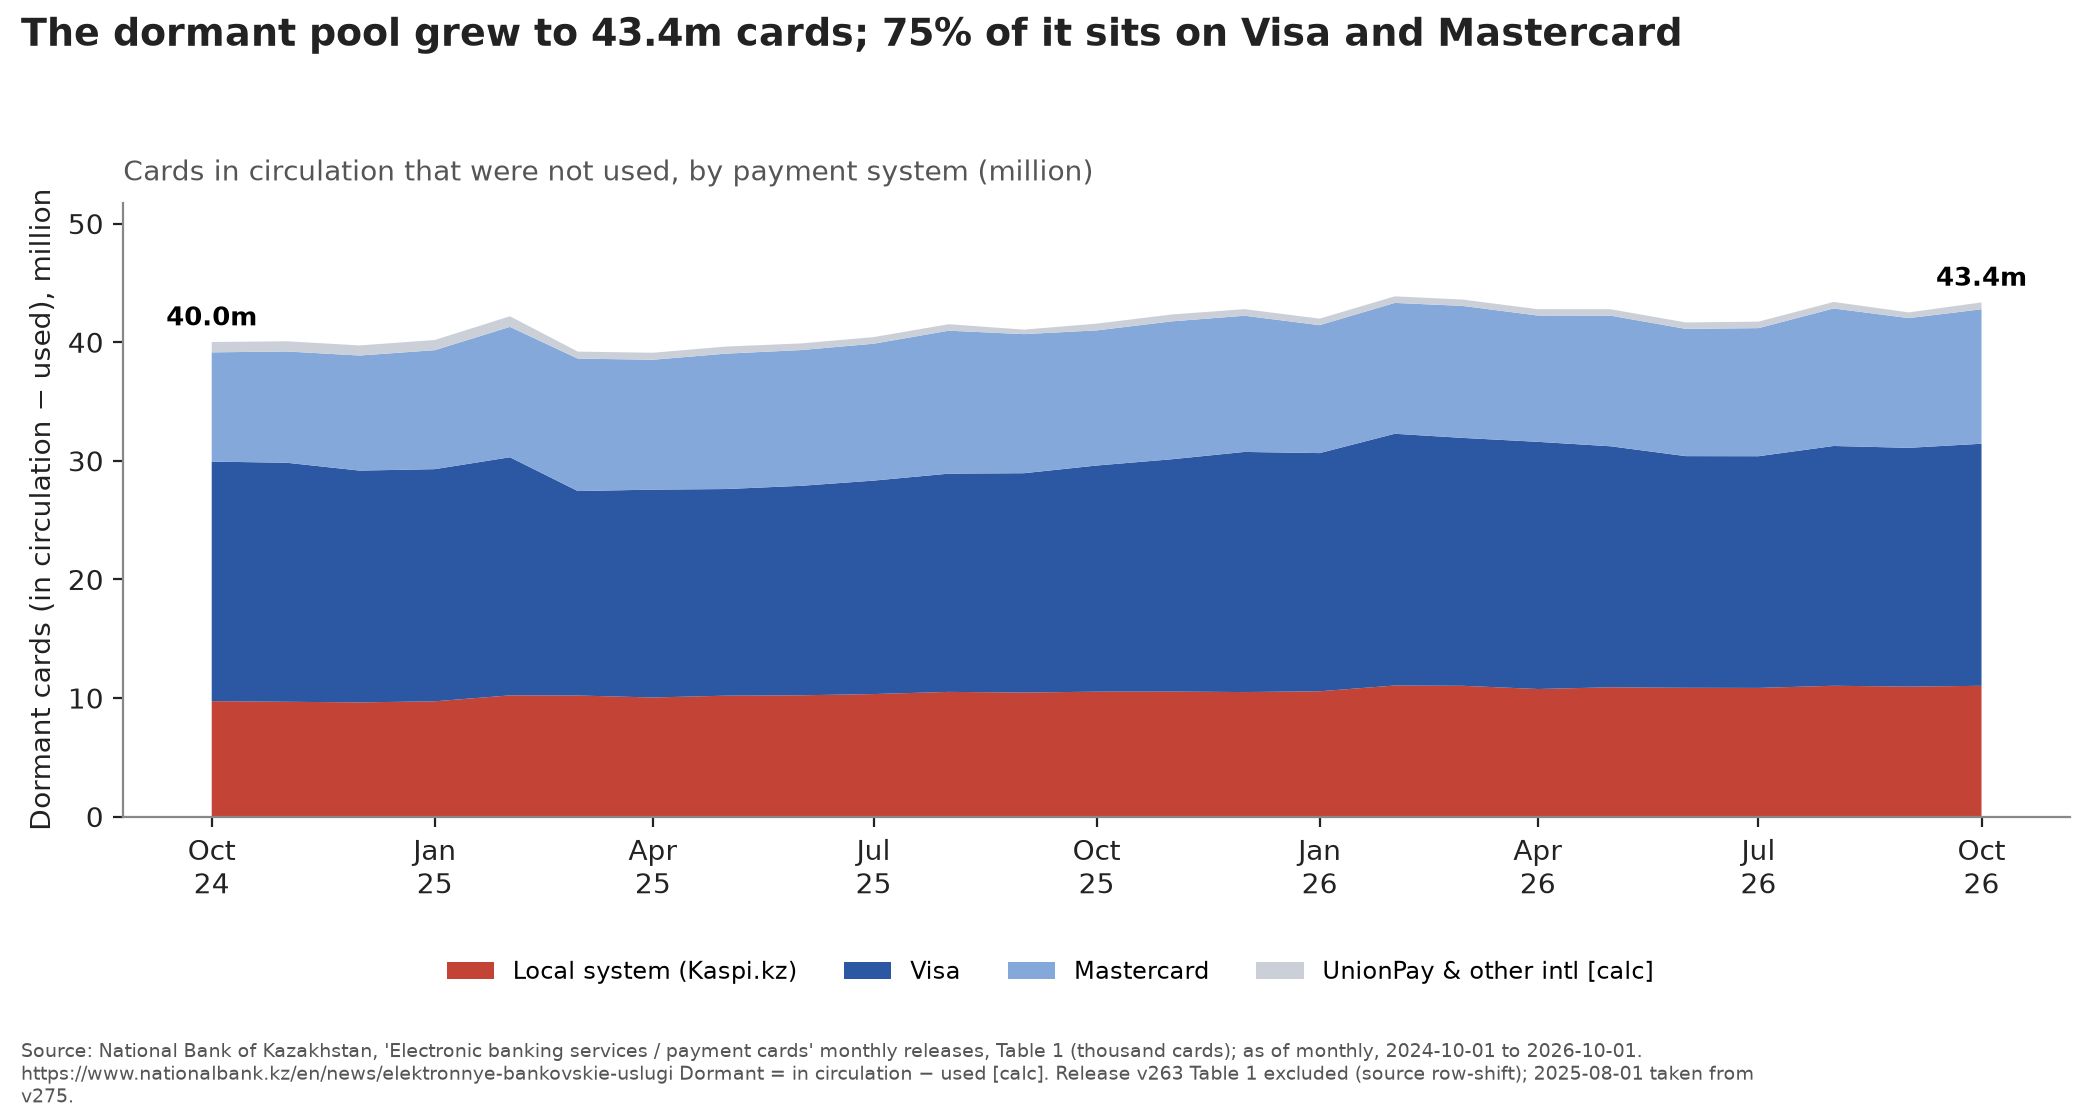 The dormant pool grew to 43.4m cards; 75% of it sits on Visa and Mastercard
Cards in circulation that were not used, by payment system (million)
Dormant cards (in circulation − used), million
50
40
30
20
10
0
40.0m
43.4m
Oct
24
Jan
25
Apr
25
Jul
25
Oct
25
Jan
26
Apr
26
Jul
26
Oct
26
Local system (Kaspi.kz)
Visa
Mastercard
UnionPay & other intl [calc]
Source: National Bank of Kazakhstan, 'Electronic banking services / payment cards' monthly releases, Table 1 (thousand cards); as of monthly, 2024-10-01 to 2026-10-01.
https://www.nationalbank.kz/en/news/elektronnye-bankovskie-uslugi Dormant = in circulation − used [calc]. Release v263 Table 1 excluded (source row-shift); 2025-08-01 taken from
v275.